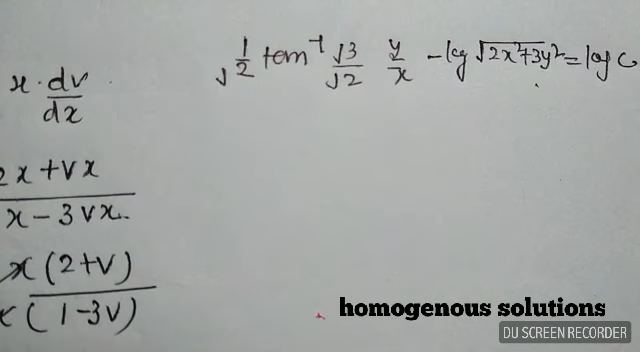 x · dv
dx
2x + vx
x - 3vx
x (2+v)
x (1-3v)
√ 1/2 tan⁻¹ √3/√2 y/x - log √2x²+3y² = log C
homogenous solutions
DU SCREEN RECORDER